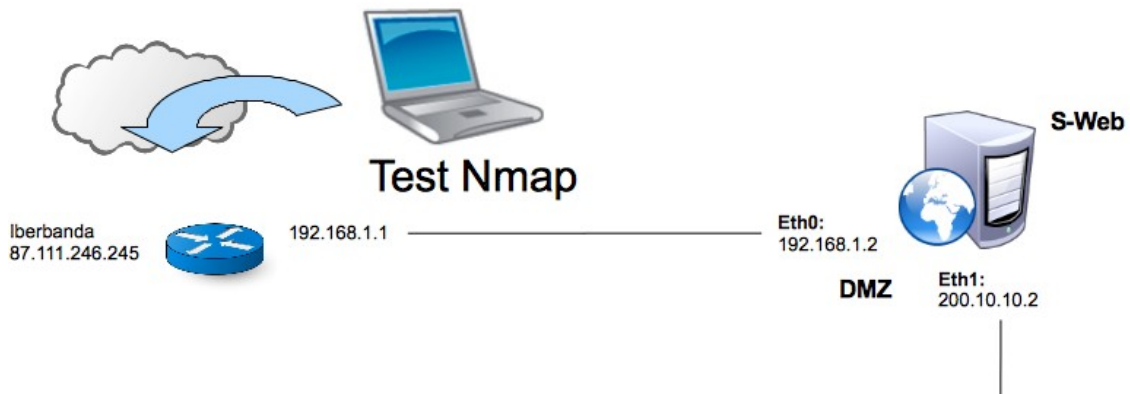 S-Web
Test Nmap
Iberbanda
87.111.246.245
192.168.1.1
Eth0:
192.168.1.2
DMZ
Eth1:
200.10.10.2